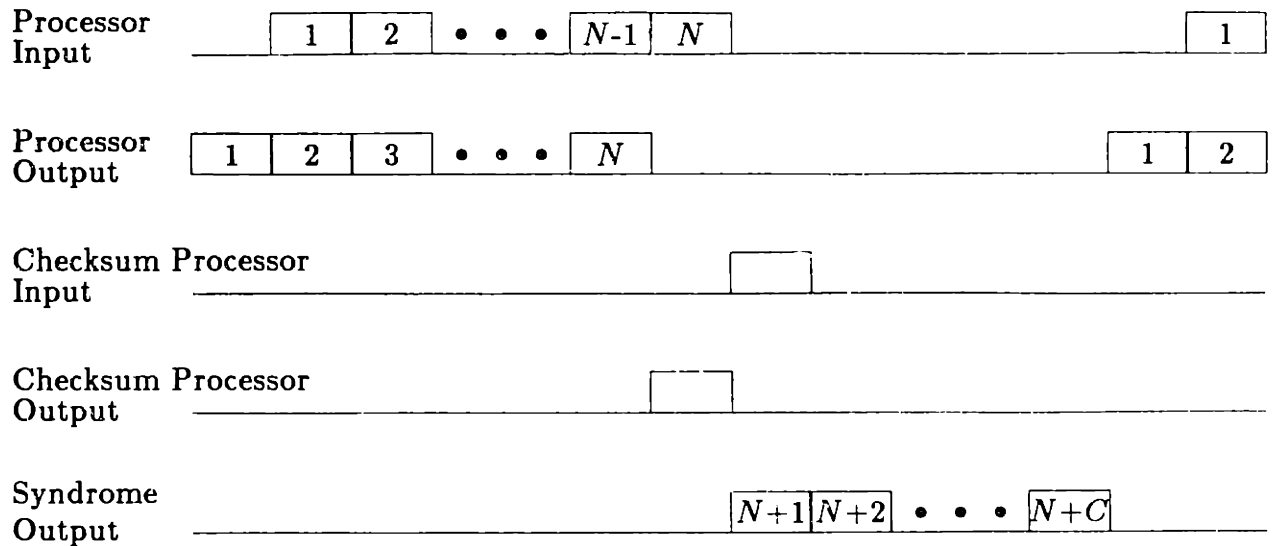 Processor
Input
1 2 • • • N-1 N 1
Processor
Output
1 2 3 • • • N 1 2
Checksum Processor
Input
Checksum Processor
Output
Syndrome
Output
N+1 N+2 • • • N+C